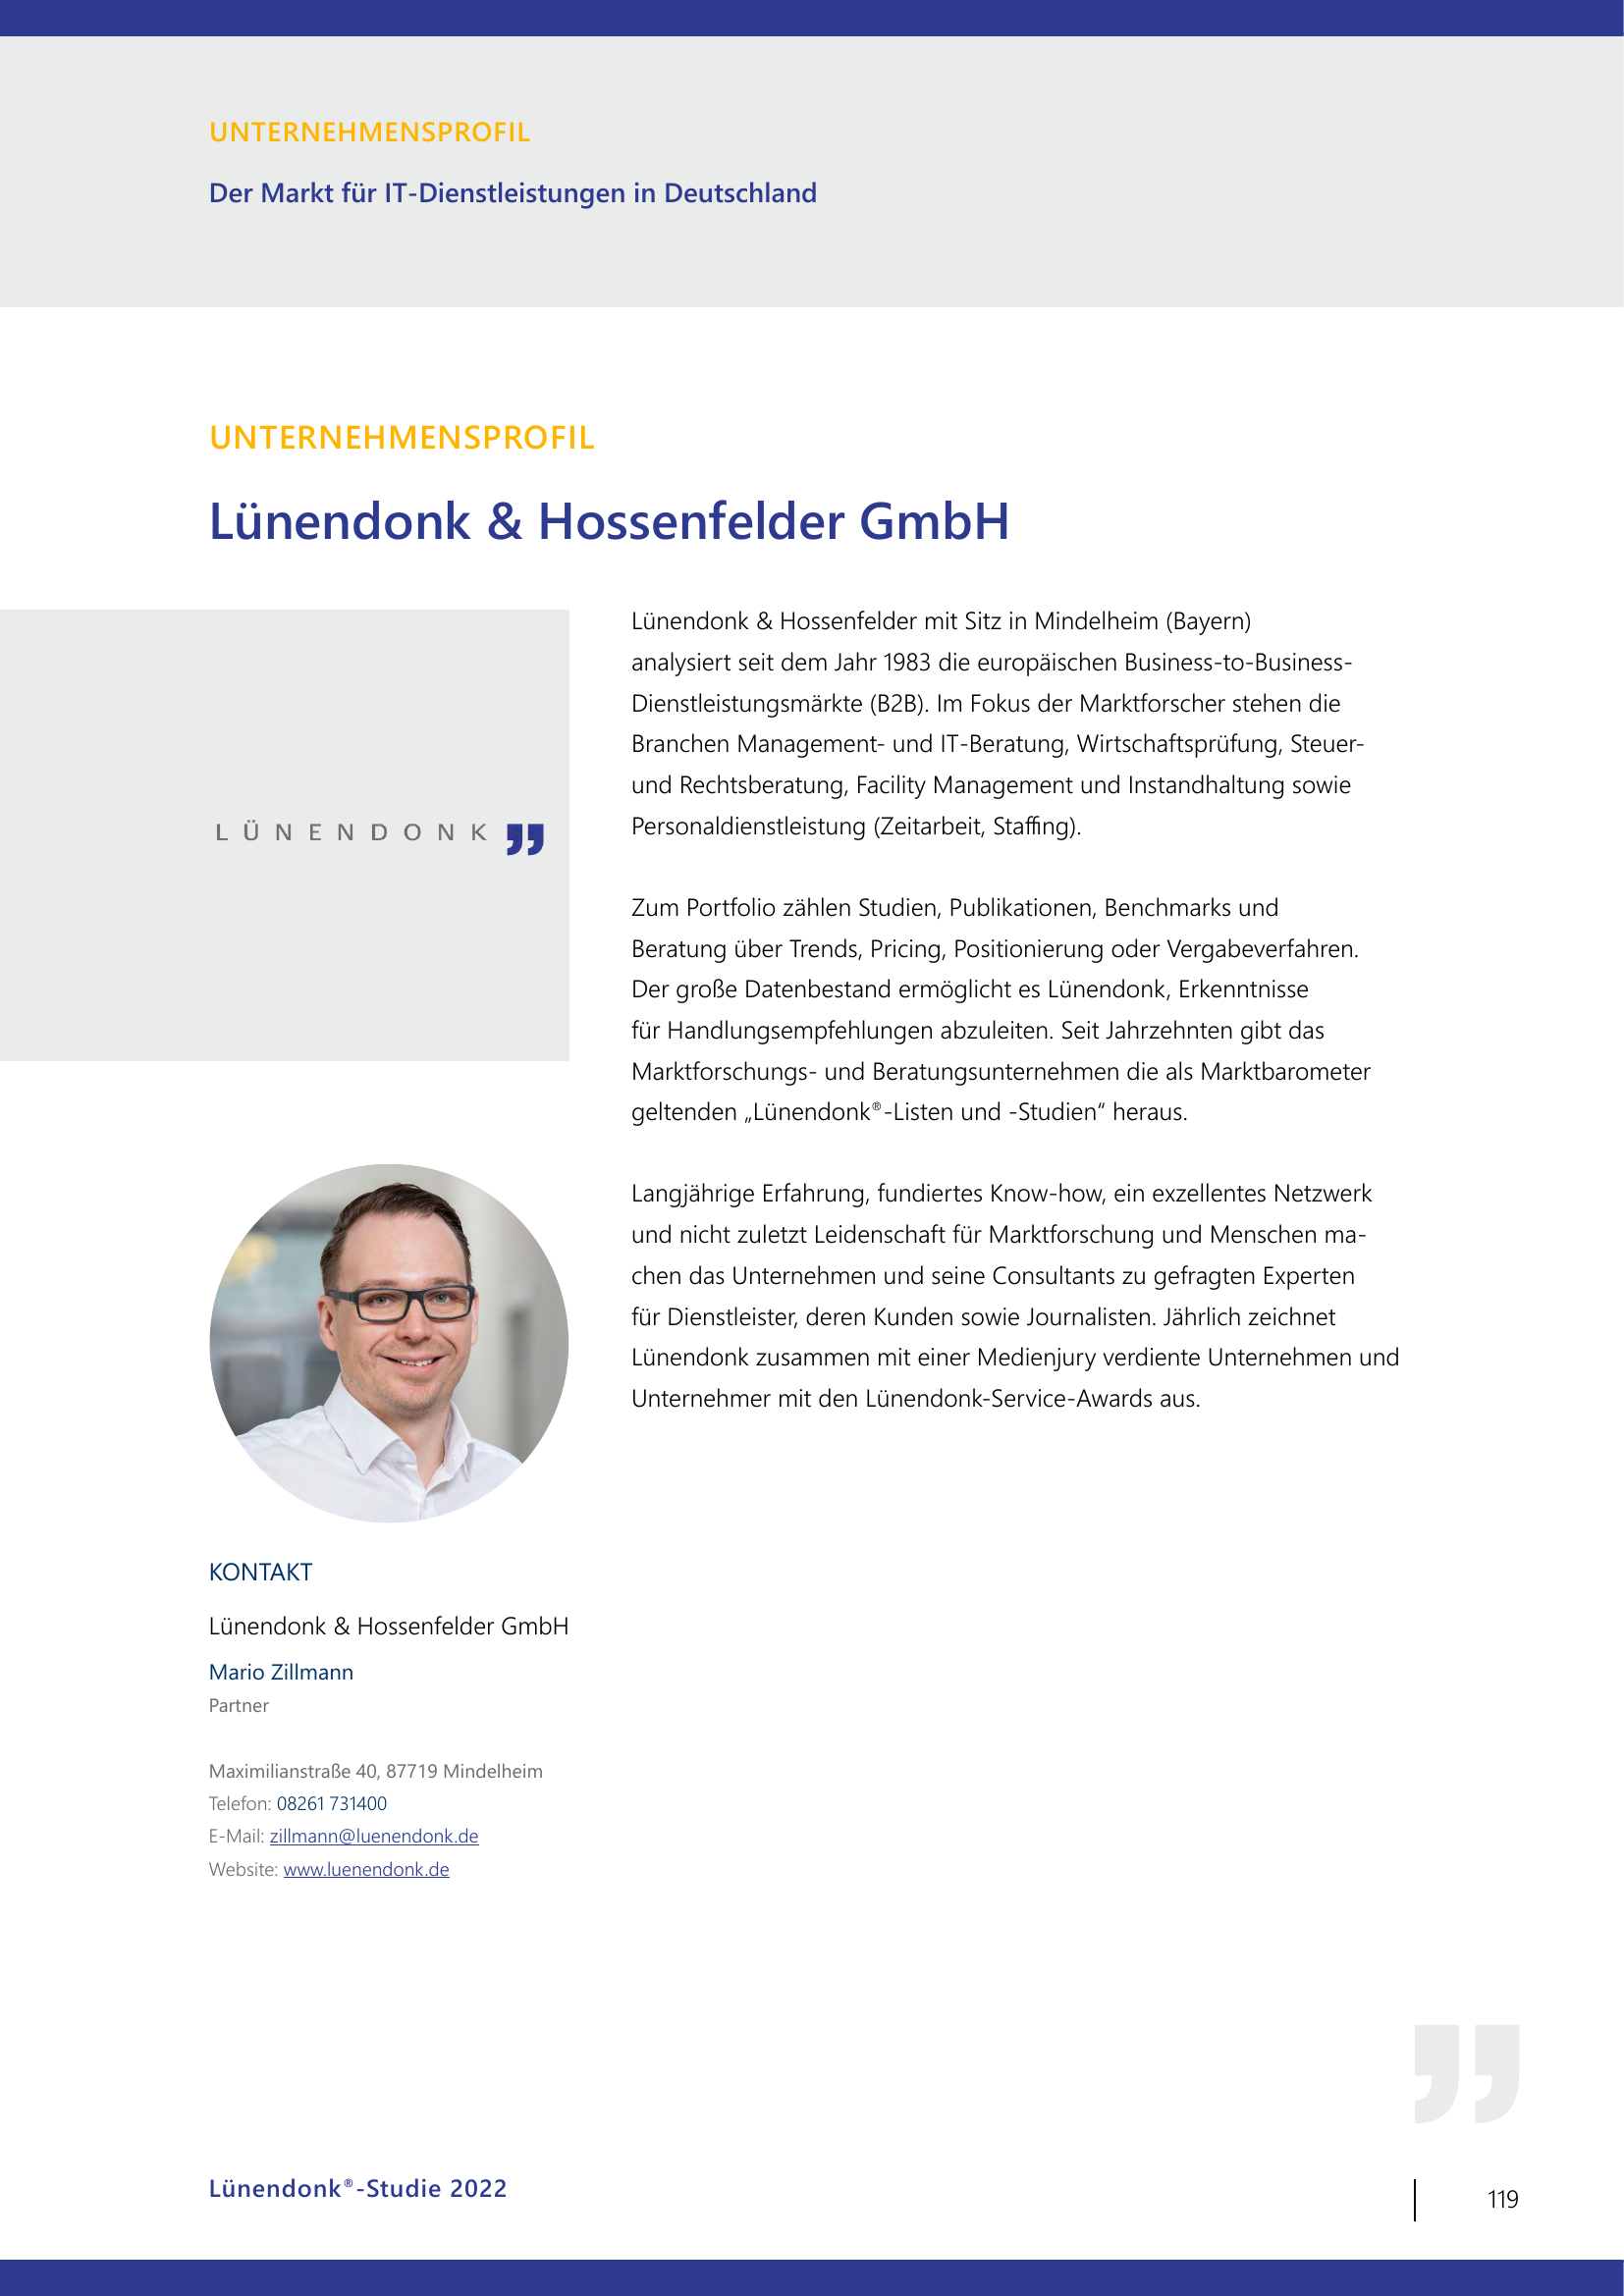 UNTERNEHMENSPROFIL
Der Markt für IT-Dienstleistungen in Deutschland
UNTERNEHMENSPROFIL
Lünendonk & Hossenfelder GmbH
LÜNENDONK
Lünendonk & Hossenfelder mit Sitz in Mindelheim (Bayern)
analysiert seit dem Jahr 1983 die europäischen Business-to-Business-
Dienstleistungsmärkte (B2B). Im Fokus der Marktforscher stehen die
Branchen Management- und IT-Beratung, Wirtschaftsprüfung, Steuer-
und Rechtsberatung, Facility Management und Instandhaltung sowie
Personaldienstleistung (Zeitarbeit, Staffing).
Zum Portfolio zählen Studien, Publikationen, Benchmarks und
Beratung über Trends, Pricing, Positionierung oder Vergabeverfahren.
Der große Datenbestand ermöglicht es Lünendonk, Erkenntnisse
für Handlungsempfehlungen abzuleiten. Seit Jahrzehnten gibt das
Marktforschungs- und Beratungsunternehmen die als Marktbarometer
geltenden „Lünendonk®-Listen und -Studien“ heraus.
Langjährige Erfahrung, fundiertes Know-how, ein exzellentes Netzwerk
und nicht zuletzt Leidenschaft für Marktforschung und Menschen ma-
chen das Unternehmen und seine Consultants zu gefragten Experten
für Dienstleister, deren Kunden sowie Journalisten. Jährlich zeichnet
Lünendonk zusammen mit einer Medienjury verdiente Unternehmen und
Unternehmer mit den Lünendonk-Service-Awards aus.
KONTAKT
Lünendonk & Hossenfelder GmbH
Mario Zillmann
Partner
Maximilianstraße 40, 87719 Mindelheim
Telefon: 08261 731400
E-Mail: zillmann@luenendonk.de
Website: www.luenendonk.de
Lünendonk®-Studie 2022
119